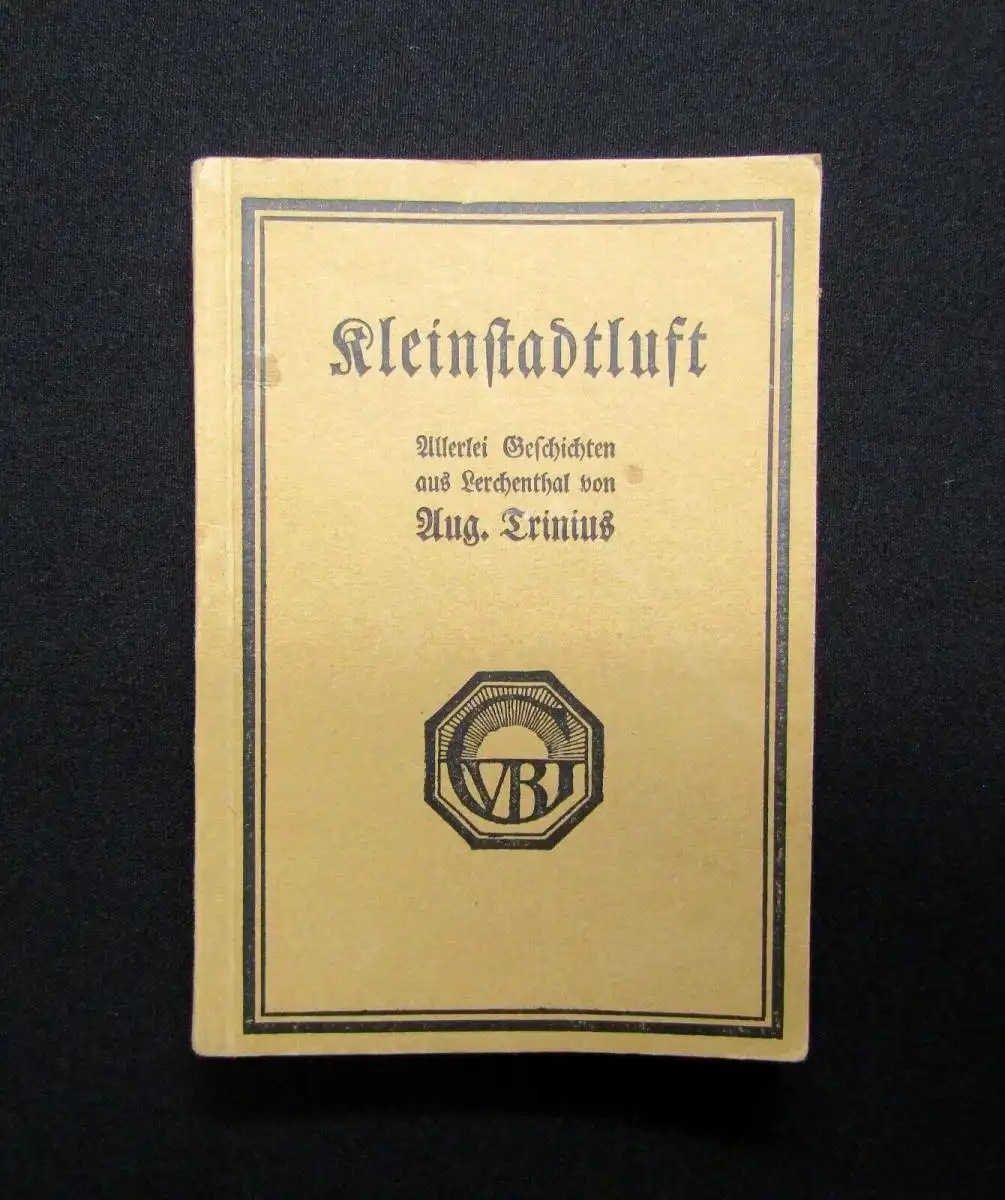 Kleinſtadtluft
Allerlei Geſchichten
aus Lerchenthal von
Aug. Trinius
GVBJ